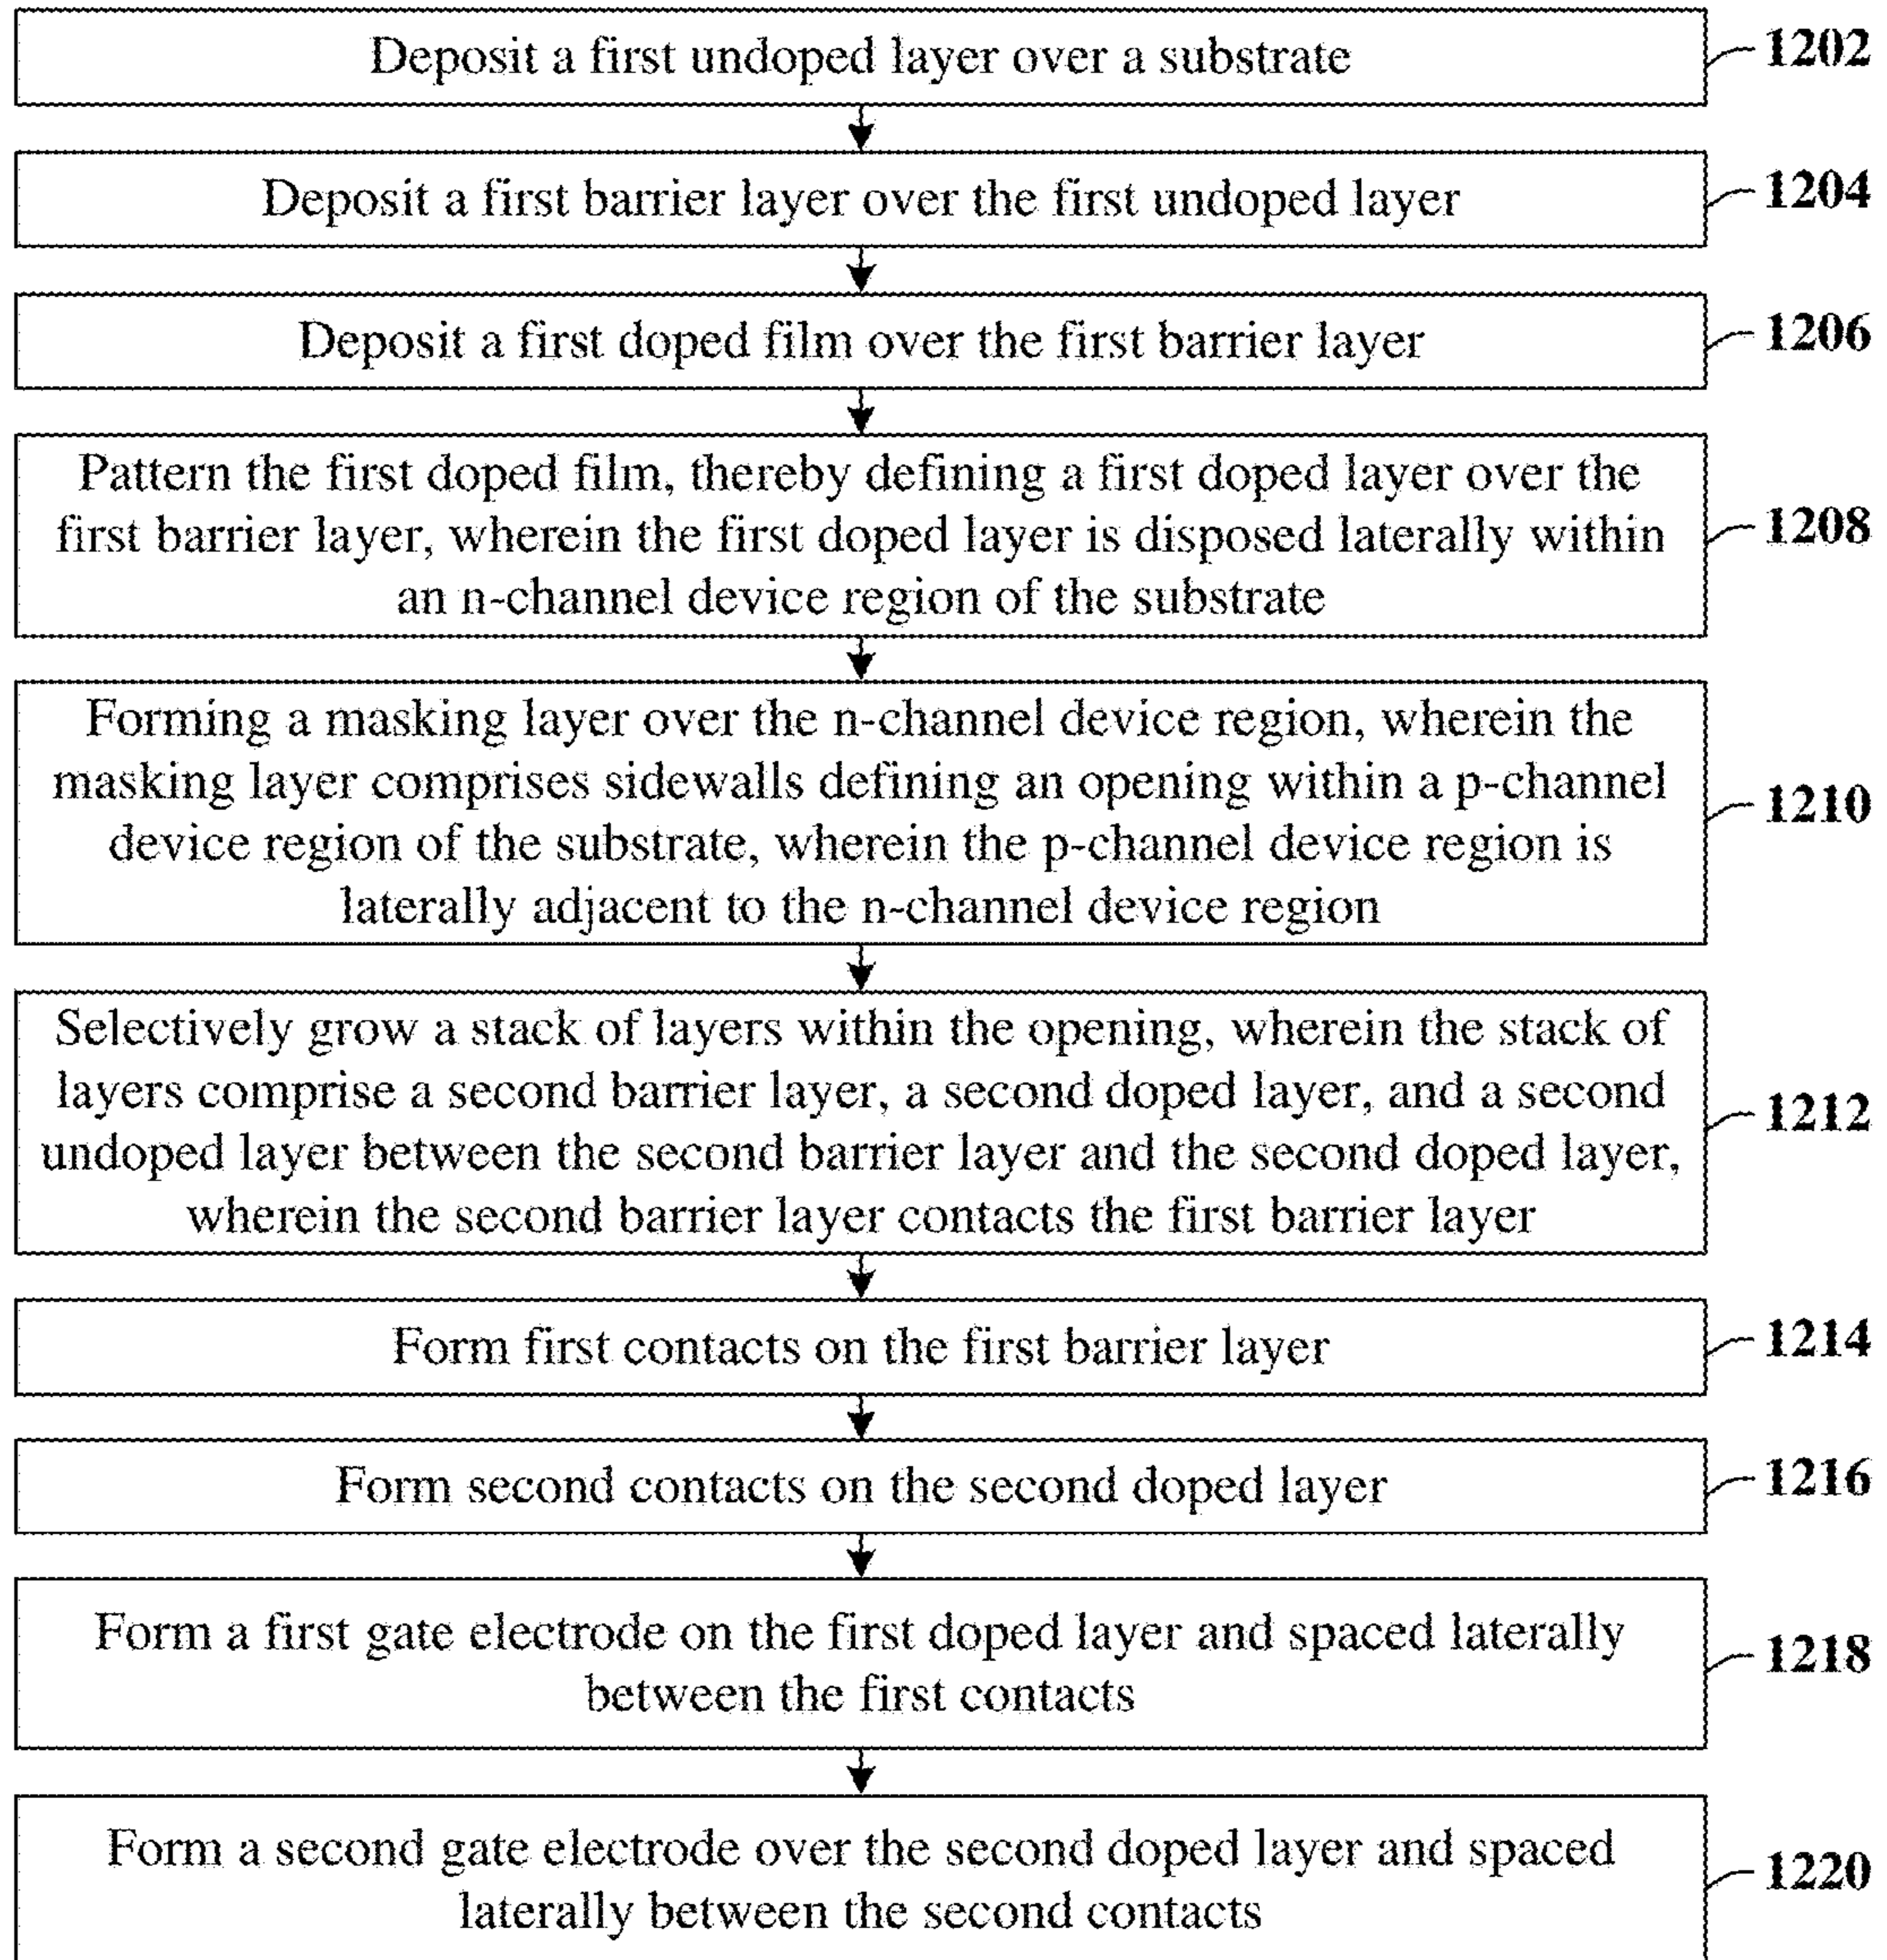 Deposit a first undoped layer over a substrate
1202
Deposit a first barrier layer over the first undoped layer
1204
Deposit a first doped film over the first barrier layer
1206
Pattern the first doped film, thereby defining a first doped layer over the
first barrier layer, wherein the first doped layer is disposed laterally within
an n-channel device region of the substrate
1208
Forming a masking layer over the n-channel device region, wherein the
masking layer comprises sidewalls defining an opening within a p-channel
device region of the substrate, wherein the p-channel device region is
laterally adjacent to the n-channel device region
1210
Selectively grow a stack of layers within the opening, wherein the stack of
layers comprise a second barrier layer, a second doped layer, and a second
undoped layer between the second barrier layer and the second doped layer,
wherein the second barrier layer contacts the first barrier layer
1212
Form first contacts on the first barrier layer
1214
Form second contacts on the second doped layer
1216
Form a first gate electrode on the first doped layer and spaced laterally
between the first contacts
1218
Form a second gate electrode over the second doped layer and spaced
laterally between the second contacts
1220